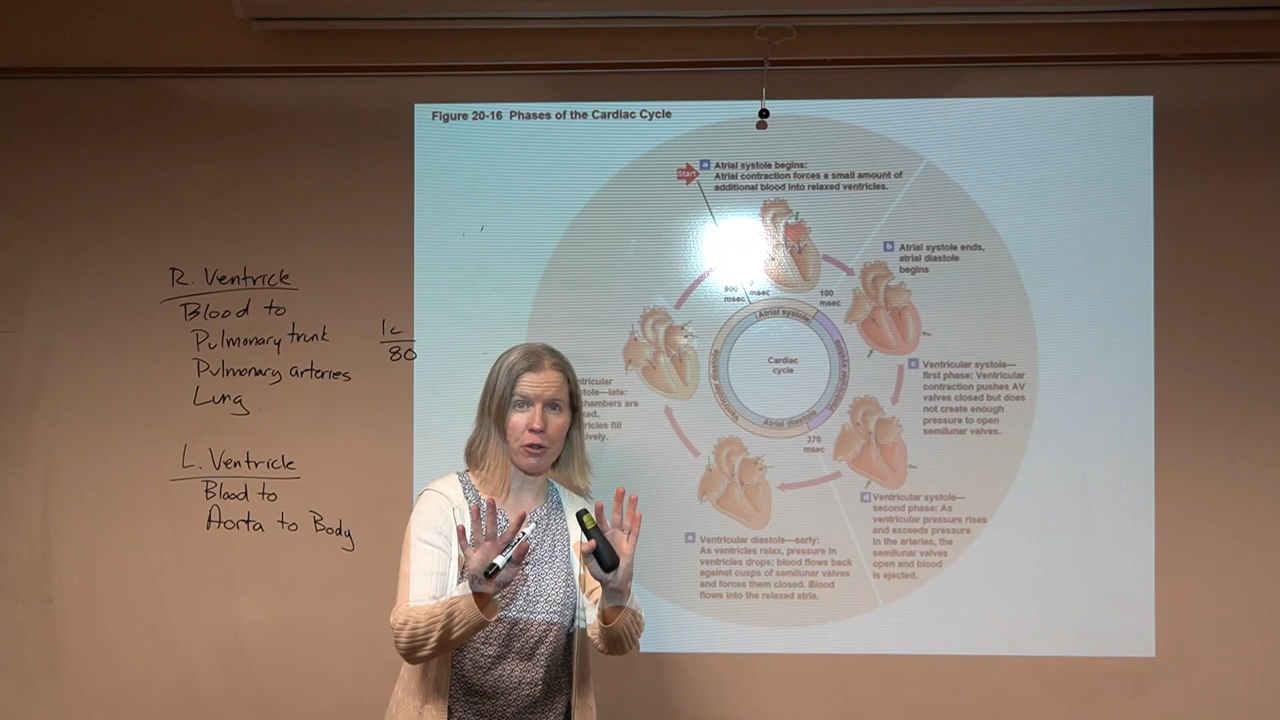 Figure 20-16 Phases of the Cardiac Cycle
Start
a Atrial systole begins:
Atrial contraction forces a small amount of
additional blood into relaxed ventricles.
b Atrial systole ends,
atrial diastole
begins
800
msec
0
msec
100
msec
Atrial systole
Cardiac
cycle
Ventricular diastole
Atrial diastole
370
msec
c Ventricular systole—
first phase: Ventricular
contraction pushes AV
valves closed but does
not create enough
pressure to open
semilunar valves.
d Ventricular systole—
second phase: As
ventricular pressure rises
and exceeds pressure
in the arteries, the
semilunar valves
open and blood
is ejected.
e Ventricular diastole—early:
As ventricles relax, pressure in
ventricles drops; blood flows back
against cusps of semilunar valves
and forces them closed. Blood
flows into the relaxed atria.
chambers are
fill
R. Ventricle
Blood to
Pulmonary trunk
Pulmonary arteries
Lung
80
L. Ventricle
Blood to
Aorta to Body